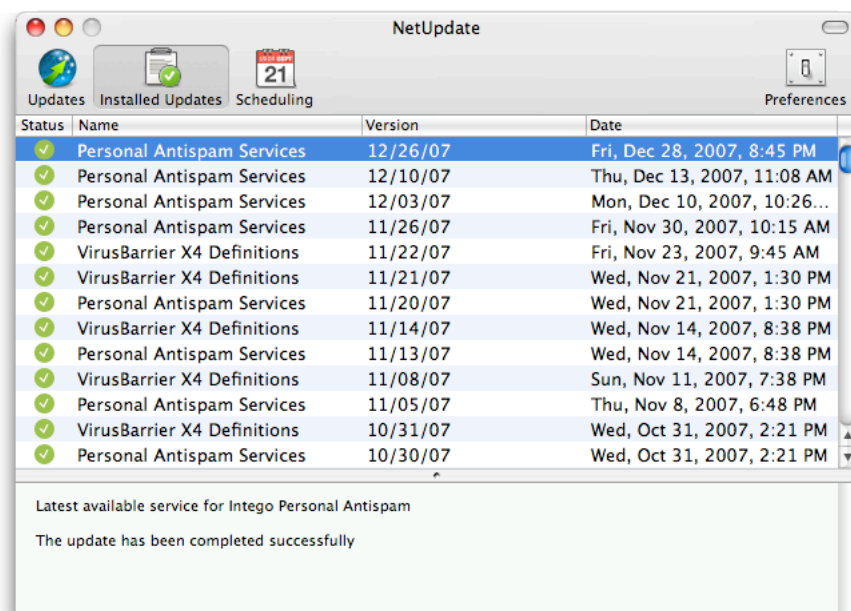 NetUpdate
Updates Installed Updates Scheduling Preferences
21
Status Name Version Date
Personal Antispam Services 12/26/07 Fri, Dec 28, 2007, 8:45 PM
Personal Antispam Services 12/10/07 Thu, Dec 13, 2007, 11:08 AM
Personal Antispam Services 12/03/07 Mon, Dec 10, 2007, 10:26...
Personal Antispam Services 11/26/07 Fri, Nov 30, 2007, 10:15 AM
VirusBarrier X4 Definitions 11/22/07 Fri, Nov 23, 2007, 9:45 AM
VirusBarrier X4 Definitions 11/21/07 Wed, Nov 21, 2007, 1:30 PM
Personal Antispam Services 11/20/07 Wed, Nov 21, 2007, 1:30 PM
VirusBarrier X4 Definitions 11/14/07 Wed, Nov 14, 2007, 8:38 PM
Personal Antispam Services 11/13/07 Wed, Nov 14, 2007, 8:38 PM
VirusBarrier X4 Definitions 11/08/07 Sun, Nov 11, 2007, 7:38 PM
Personal Antispam Services 11/05/07 Thu, Nov 8, 2007, 6:48 PM
VirusBarrier X4 Definitions 10/31/07 Wed, Oct 31, 2007, 2:21 PM
Personal Antispam Services 10/30/07 Wed, Oct 31, 2007, 2:21 PM
Latest available service for Intego Personal Antispam
The update has been completed successfully